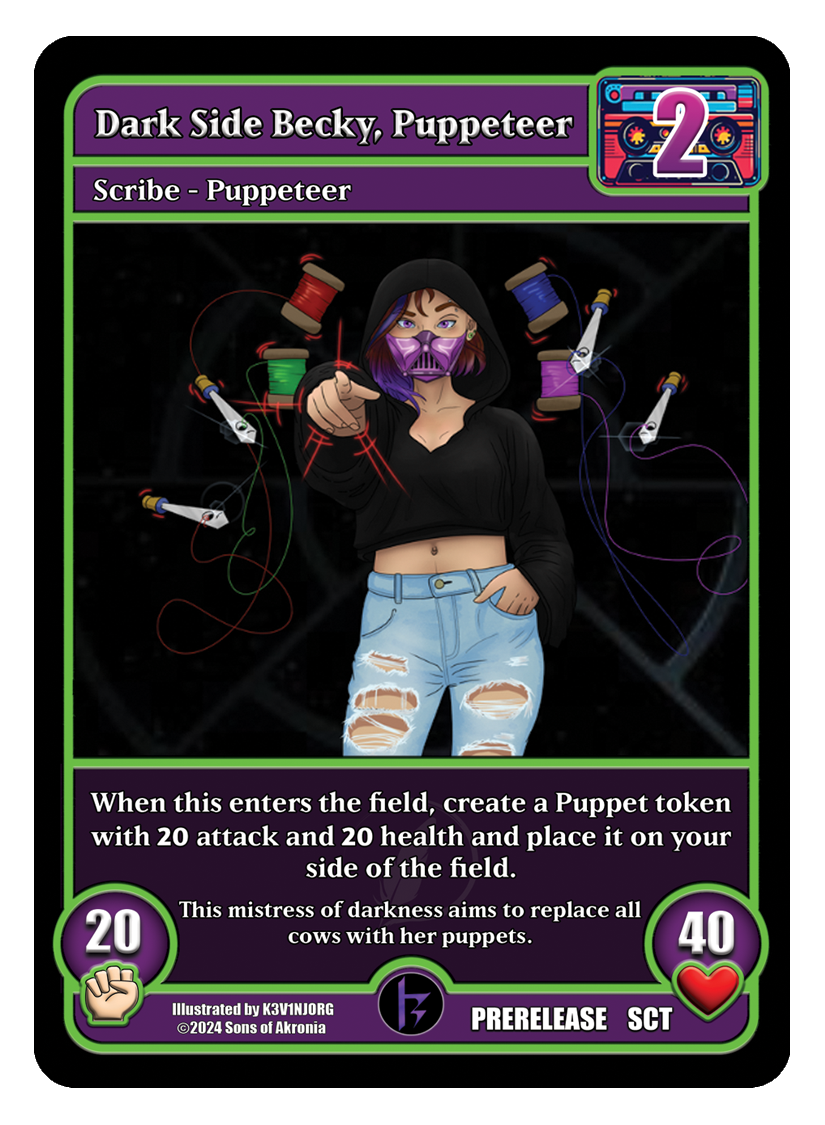 Dark Side Becky, Puppeteer
2
Scribe - Puppeteer
When this enters the field, create a Puppet token
with 20 attack and 20 health and place it on your
side of the field.
This mistress of darkness aims to replace all
cows with her puppets.
20
40
Illustrated by K3V1NJORG
©2024 Sons of Akronia
PRERELEASE SCT